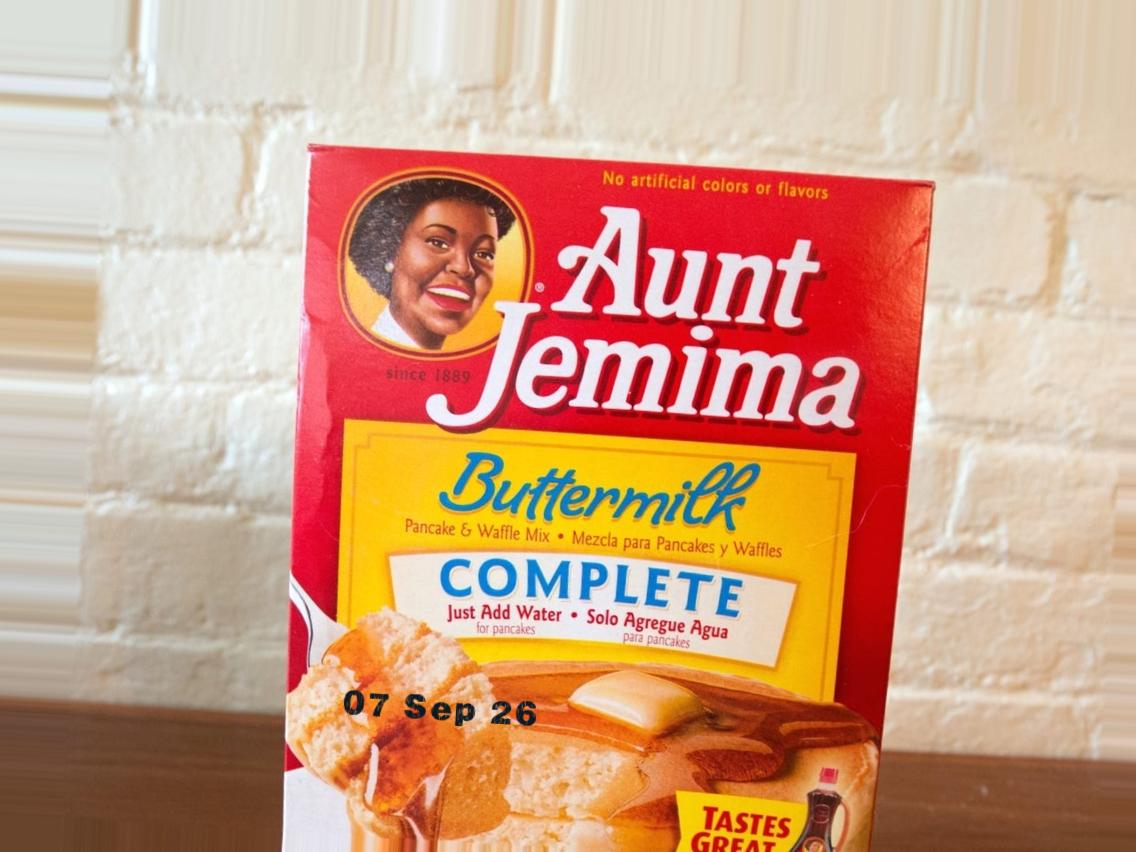 No artificial colors or flavors
Aunt
Jemima
®
since 1889
Buttermilk
Pancake & Waffle Mix • Mezcla para Pancakes y Waffles
COMPLETE
Just Add Water • Solo Agregue Agua
for pancakes para pancakes
07 Sep 26
TASTES
GREAT